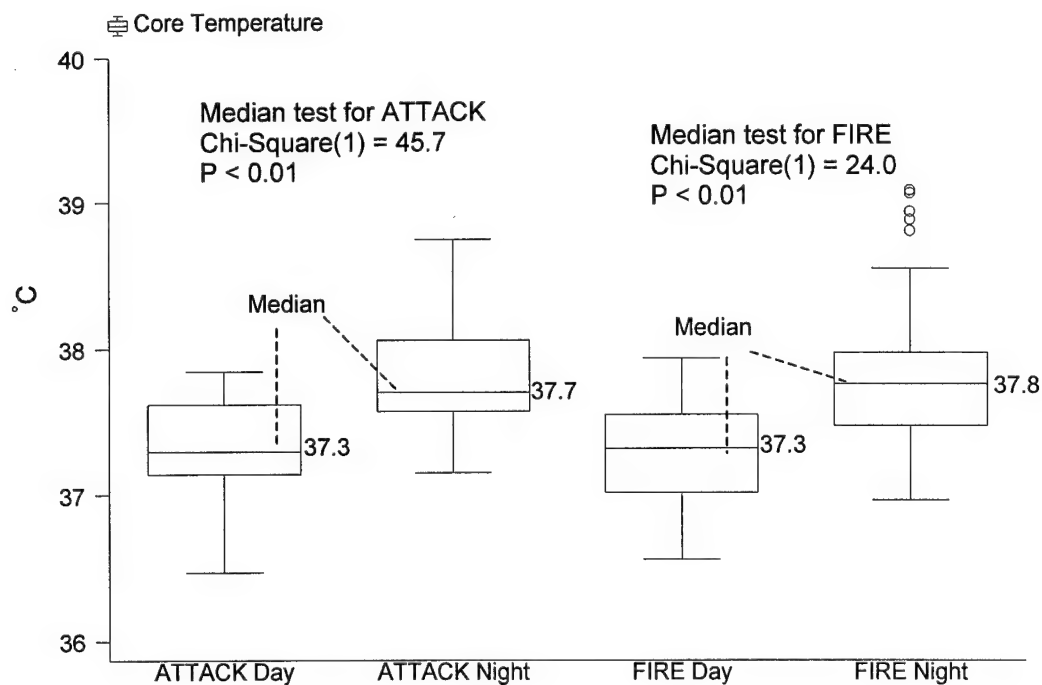 Core Temperature
40
39
38
37
36
°C
Median test for ATTACK
Chi-Square(1) = 45.7
P < 0.01
Median test for FIRE
Chi-Square(1) = 24.0
P < 0.01
Median
Median
37.3
37.7
37.3
37.8
ATTACK Day
ATTACK Night
FIRE Day
FIRE Night